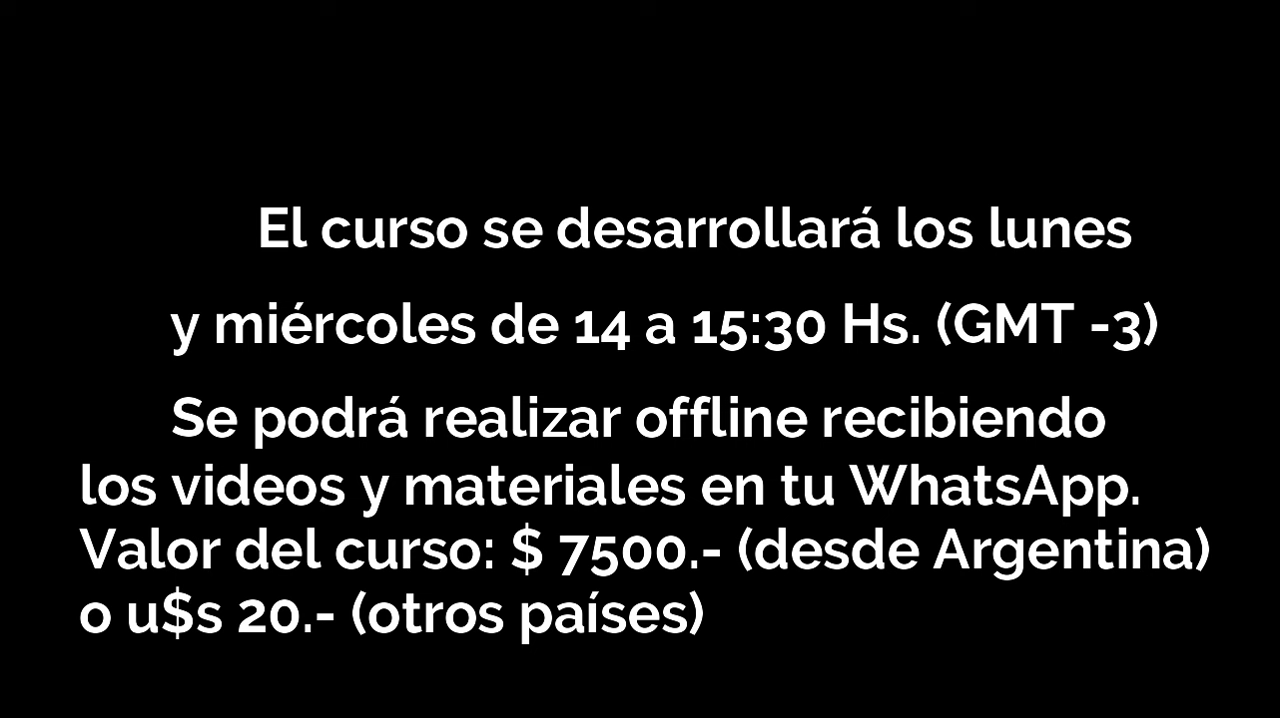 El curso se desarrollará los lunes
y miércoles de 14 a 15:30 Hs. (GMT -3)
Se podrá realizar offline recibiendo
los videos y materiales en tu WhatsApp.
Valor del curso: $ 7500.- (desde Argentina)
o u$s 20.- (otros países)